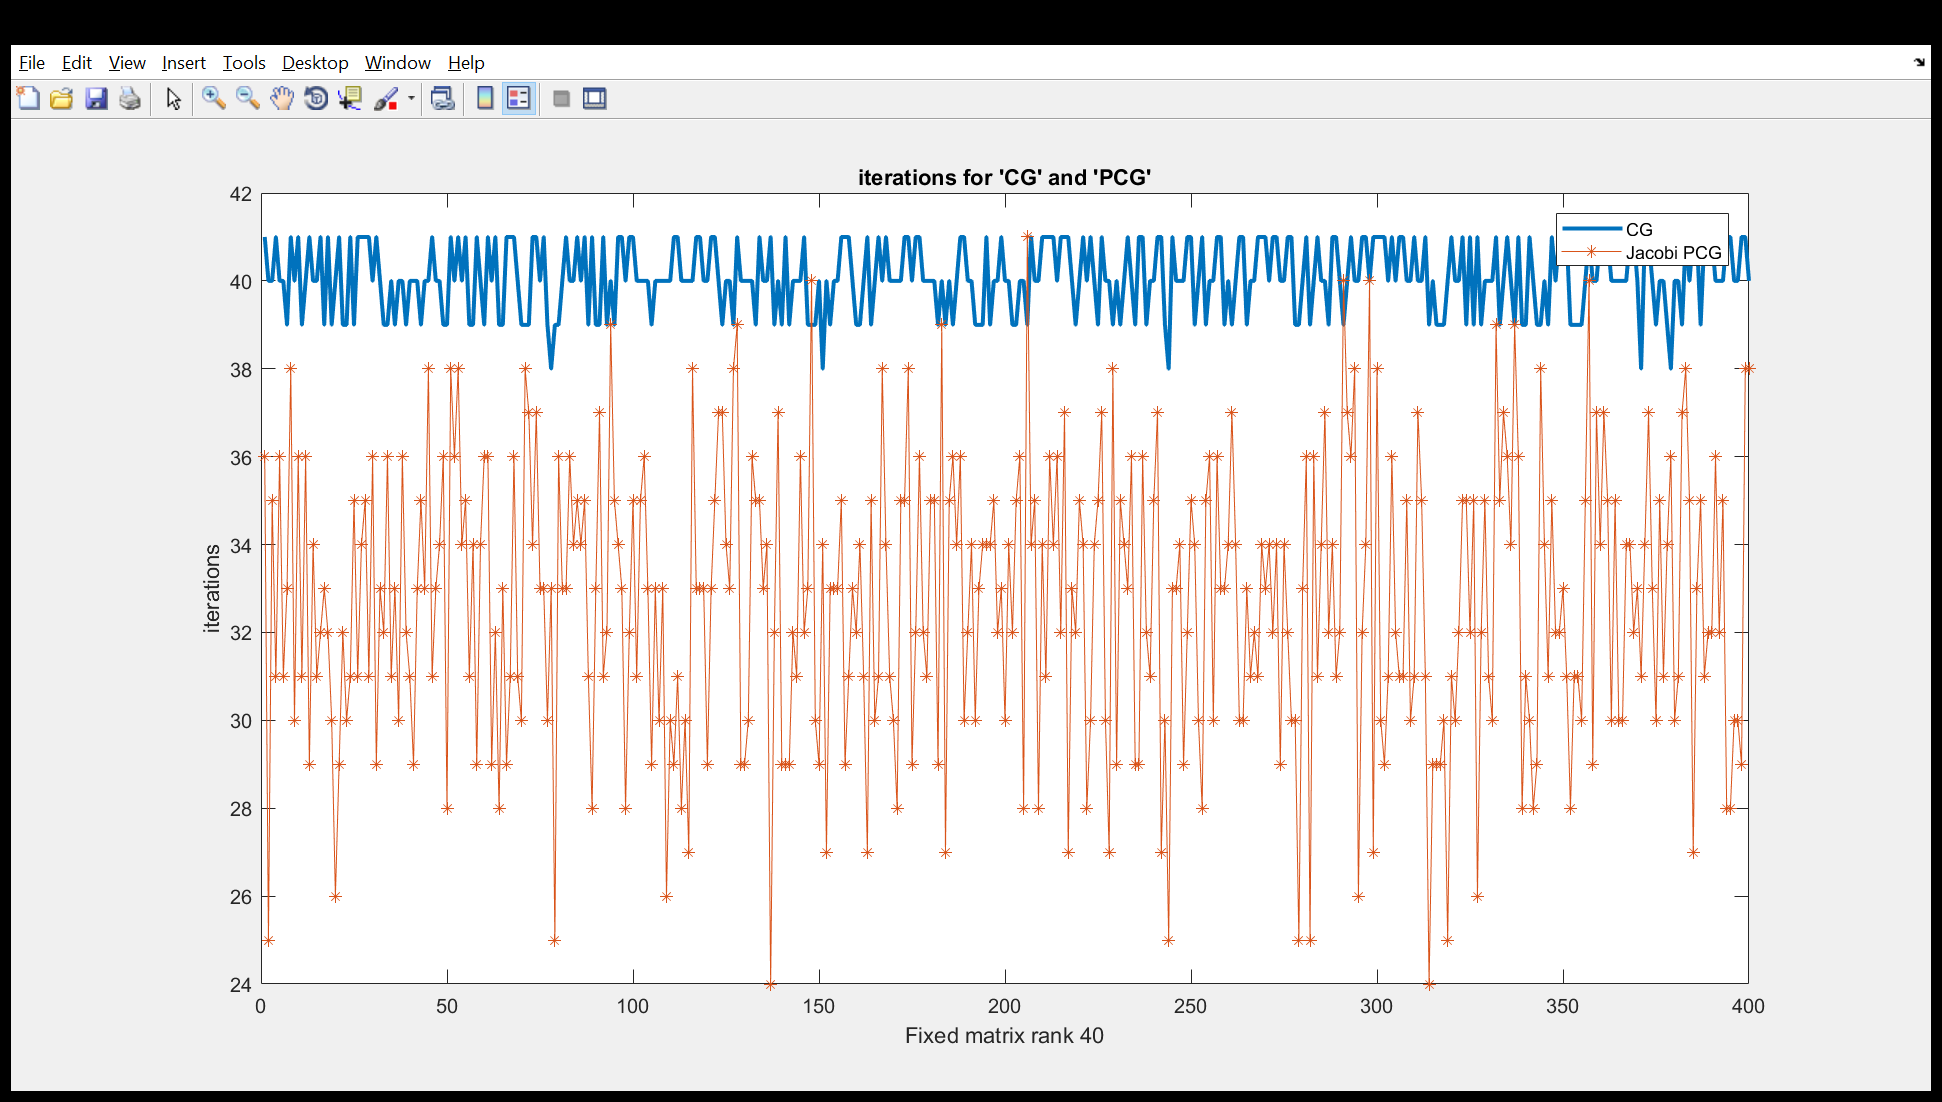 File Edit View Insert Tools Desktop Window Help
iterations for 'CG' and 'PCG'
42
40
38
36
34
32
30
28
26
24
iterations
CG
Jacobi PCG
0 50 100 150 200 250 300 350 400
Fixed matrix rank 40